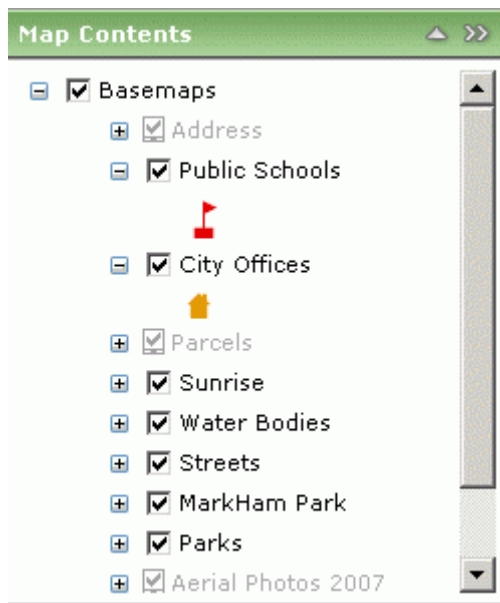 Map Contents
Basemaps
Address
Public Schools
City Offices
Parcels
Sunrise
Water Bodies
Streets
MarkHam Park
Parks
Aerial Photos 2007